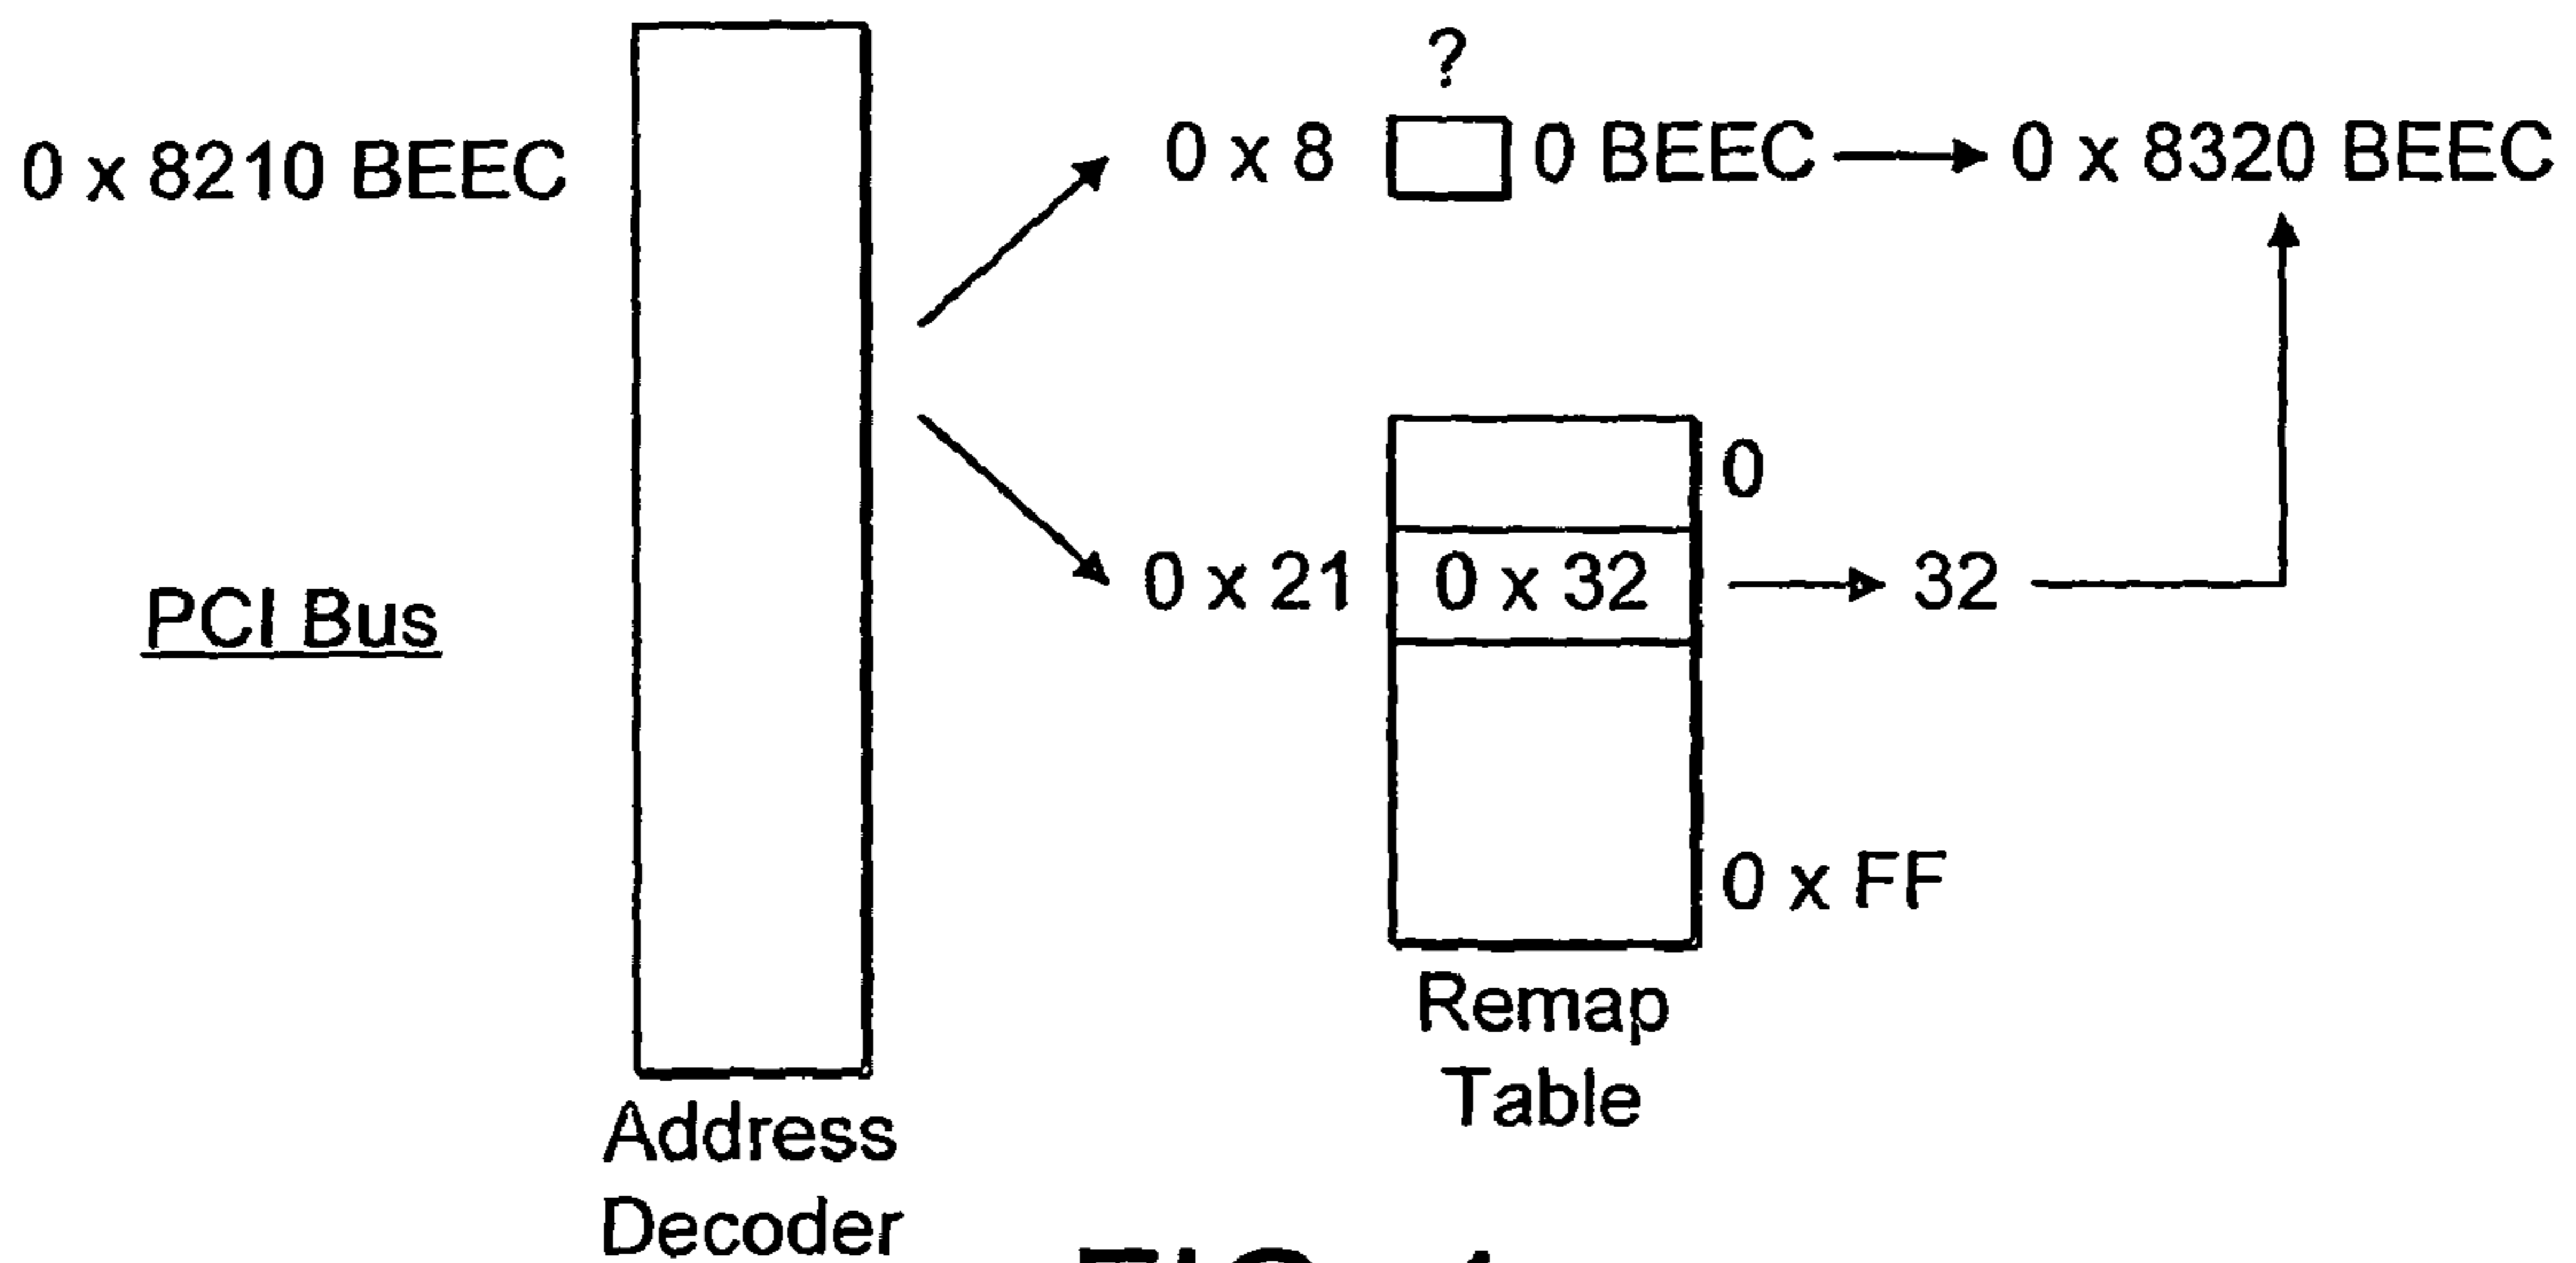 ?
0 x 8210 BEEC
0 x 8
0 BEEC
0 x 8320 BEEC
0
0 x 21
0 x 32
32
PCI Bus
0 x FF
Remap
Table
Address
Decoder